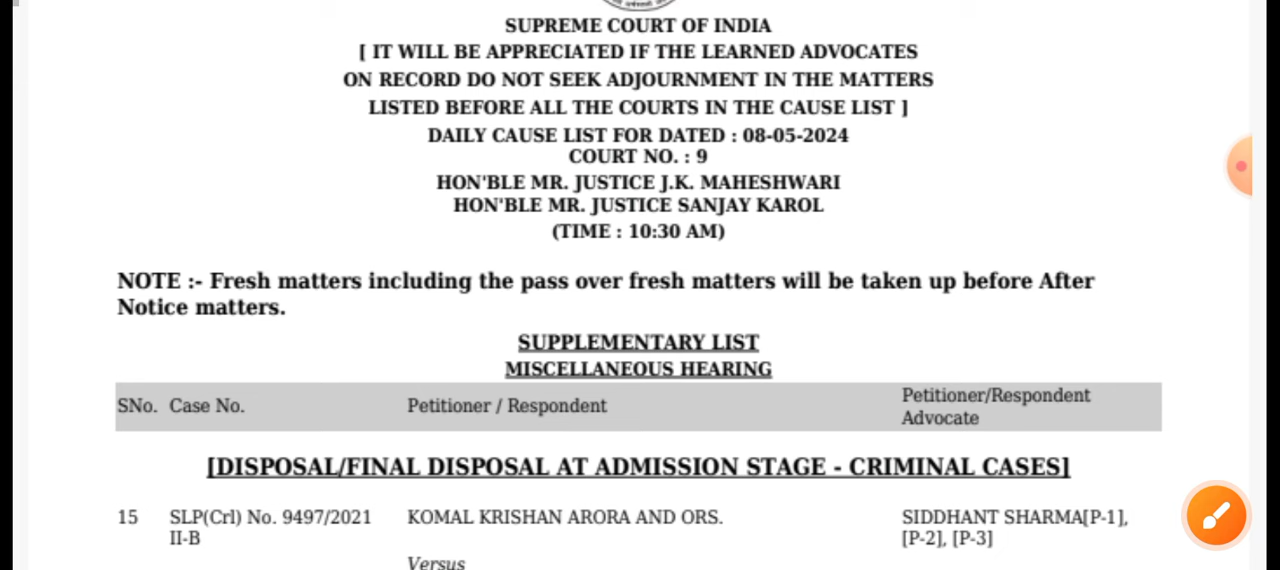 SUPREME COURT OF INDIA
[ IT WILL BE APPRECIATED IF THE LEARNED ADVOCATES
ON RECORD DO NOT SEEK ADJOURNMENT IN THE MATTERS
LISTED BEFORE ALL THE COURTS IN THE CAUSE LIST ]
DAILY CAUSE LIST FOR DATED : 08-05-2024
COURT NO. : 9
HON'BLE MR. JUSTICE J.K. MAHESHWARI
HON'BLE MR. JUSTICE SANJAY KAROL
(TIME : 10:30 AM)
NOTE :- Fresh matters including the pass over fresh matters will be taken up before After
Notice matters.
SUPPLEMENTARY LIST
MISCELLANEOUS HEARING
SNo. Case No. Petitioner / Respondent Petitioner/Respondent
Advocate
[DISPOSAL/FINAL DISPOSAL AT ADMISSION STAGE - CRIMINAL CASES]
15 SLP(Crl) No. 9497/2021 KOMAL KRISHAN ARORA AND ORS. SIDDHANT SHARMA[P-1],
II-B [P-2], [P-3]
Versus